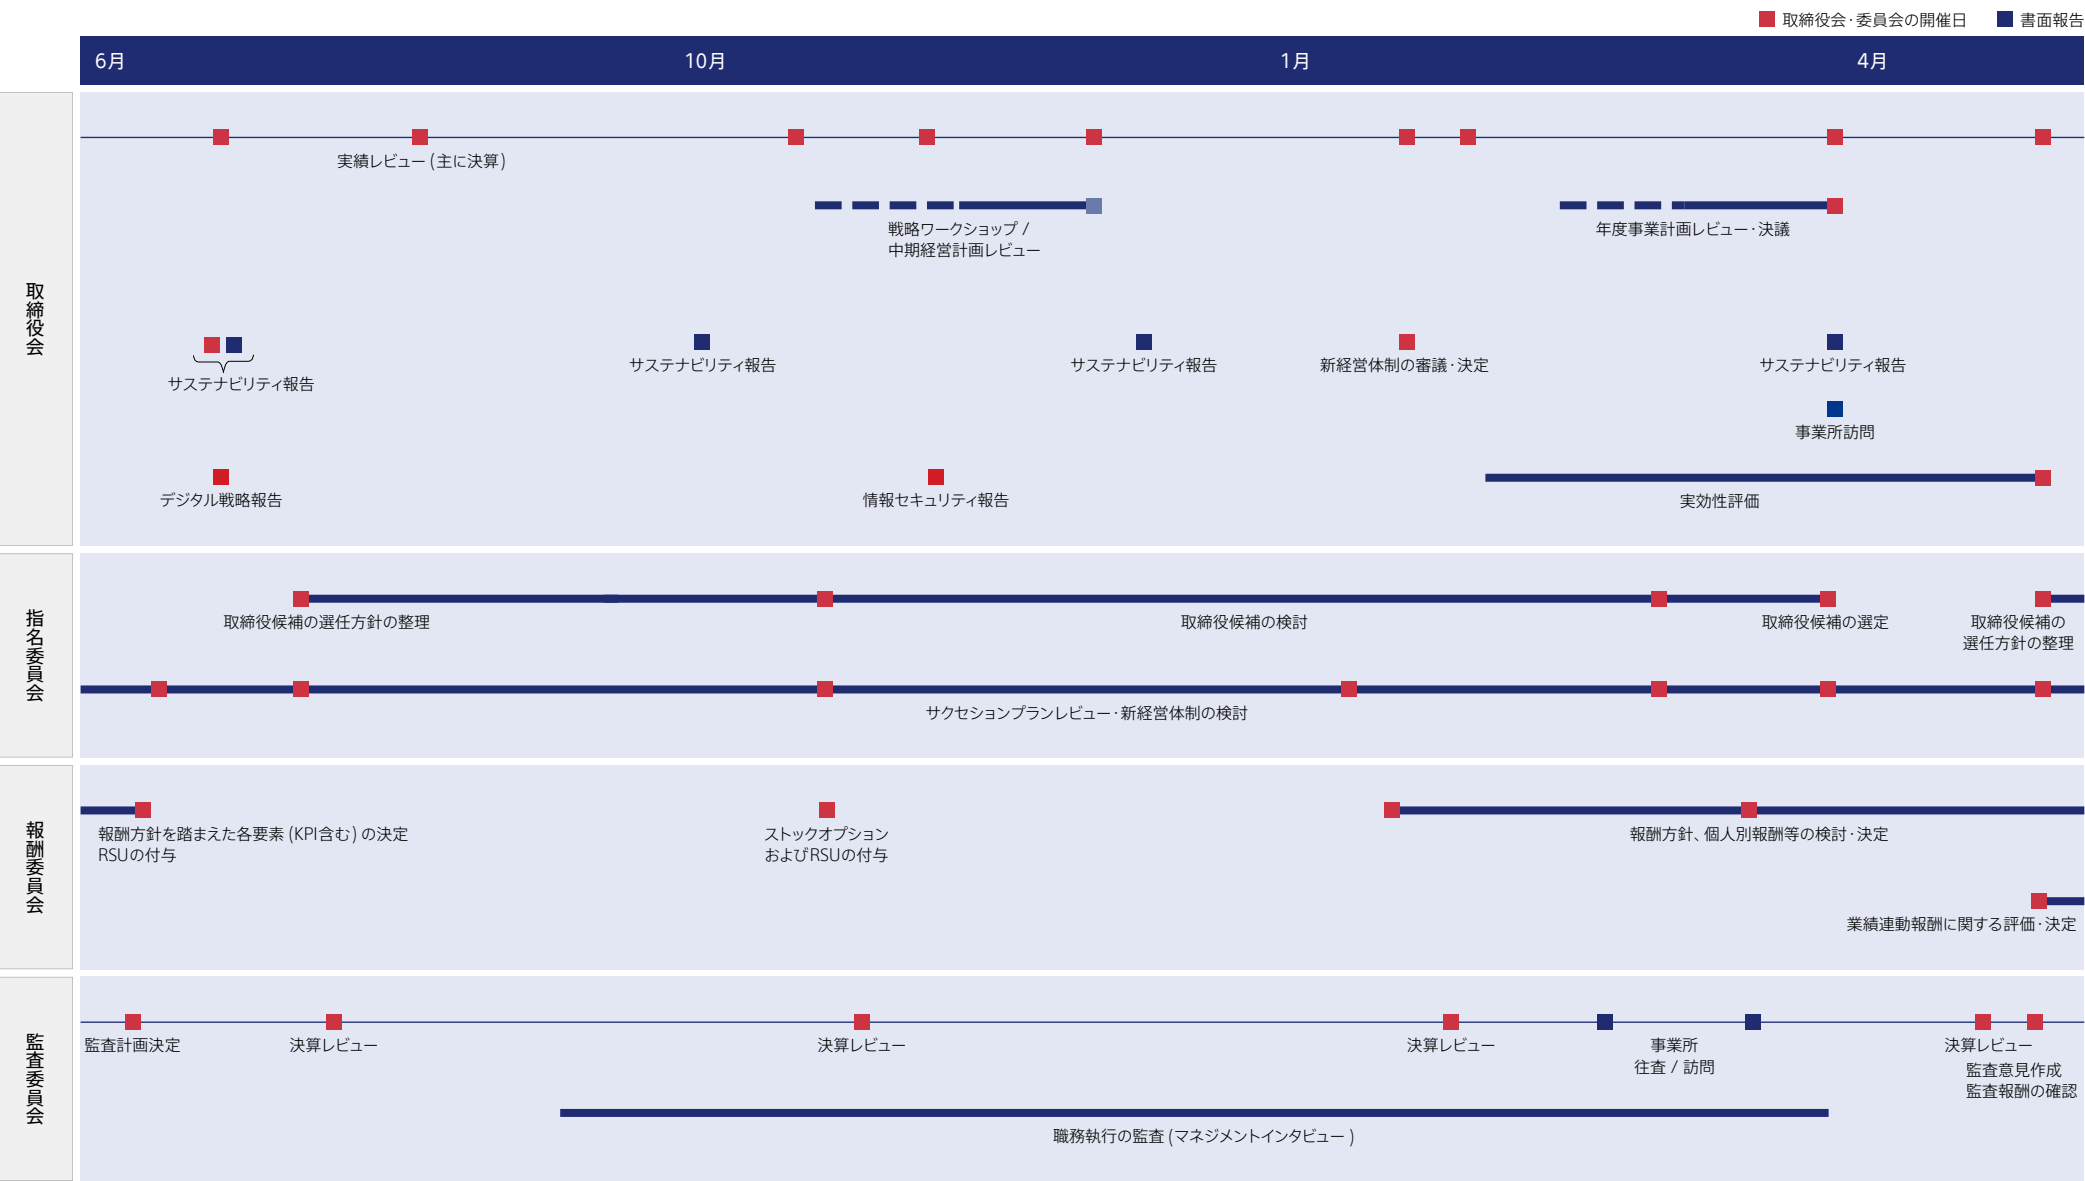 取締役会・委員会の開催日
書面報告
6月
10月
1月
4月
取締役会
実績レビュー (主に決算)
戦略ワークショップ /
中期経営計画レビュー
年度事業計画レビュー・決議
サステナビリティ報告
サステナビリティ報告
サステナビリティ報告
新経営体制の審議・決定
サステナビリティ報告
事業所訪問
デジタル戦略報告
情報セキュリティ報告
実効性評価
指名委員会
取締役候補の選任方針の整理
取締役候補の検討
取締役候補の選定
取締役候補の
選任方針の整理
サクセションプランレビュー・新経営体制の検討
報酬委員会
報酬方針を踏まえた各要素 (KPI含む) の決定
RSUの付与
ストックオプション
およびRSUの付与
報酬方針、個人別報酬等の検討・決定
業績連動報酬に関する評価・決定
監査委員会
監査計画決定
決算レビュー
決算レビュー
決算レビュー
事業所
往査 / 訪問
決算レビュー
監査意見作成
監査報酬の確認
職務執行の監査 (マネジメントインタビュー )